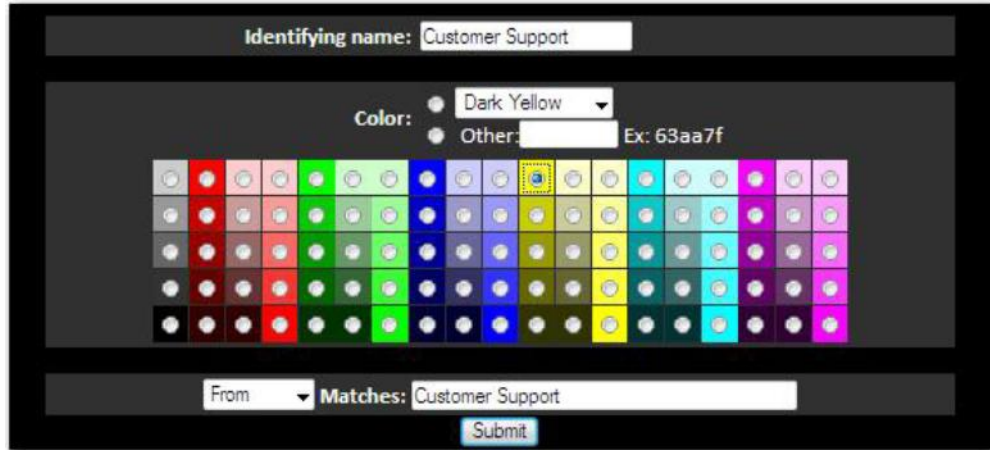 Identifying name: Customer Support
Color: Dark Yellow
Other: Ex: 63aa7f
From Matches: Customer Support
Submit